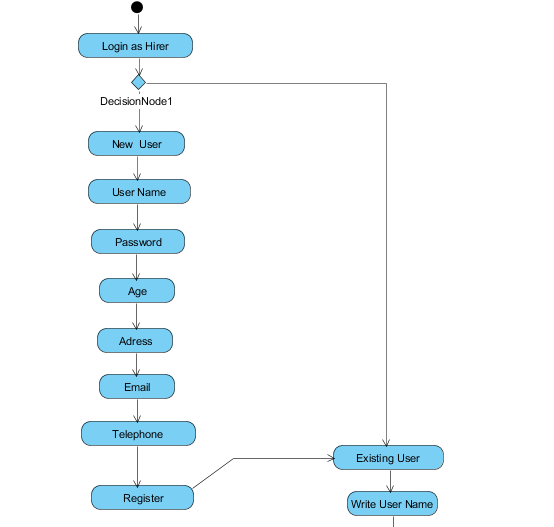 Login as Hirer
DecisionNode1
New User
User Name
Password
Age
Adress
Email
Telephone
Register
Existing User
Write User Name